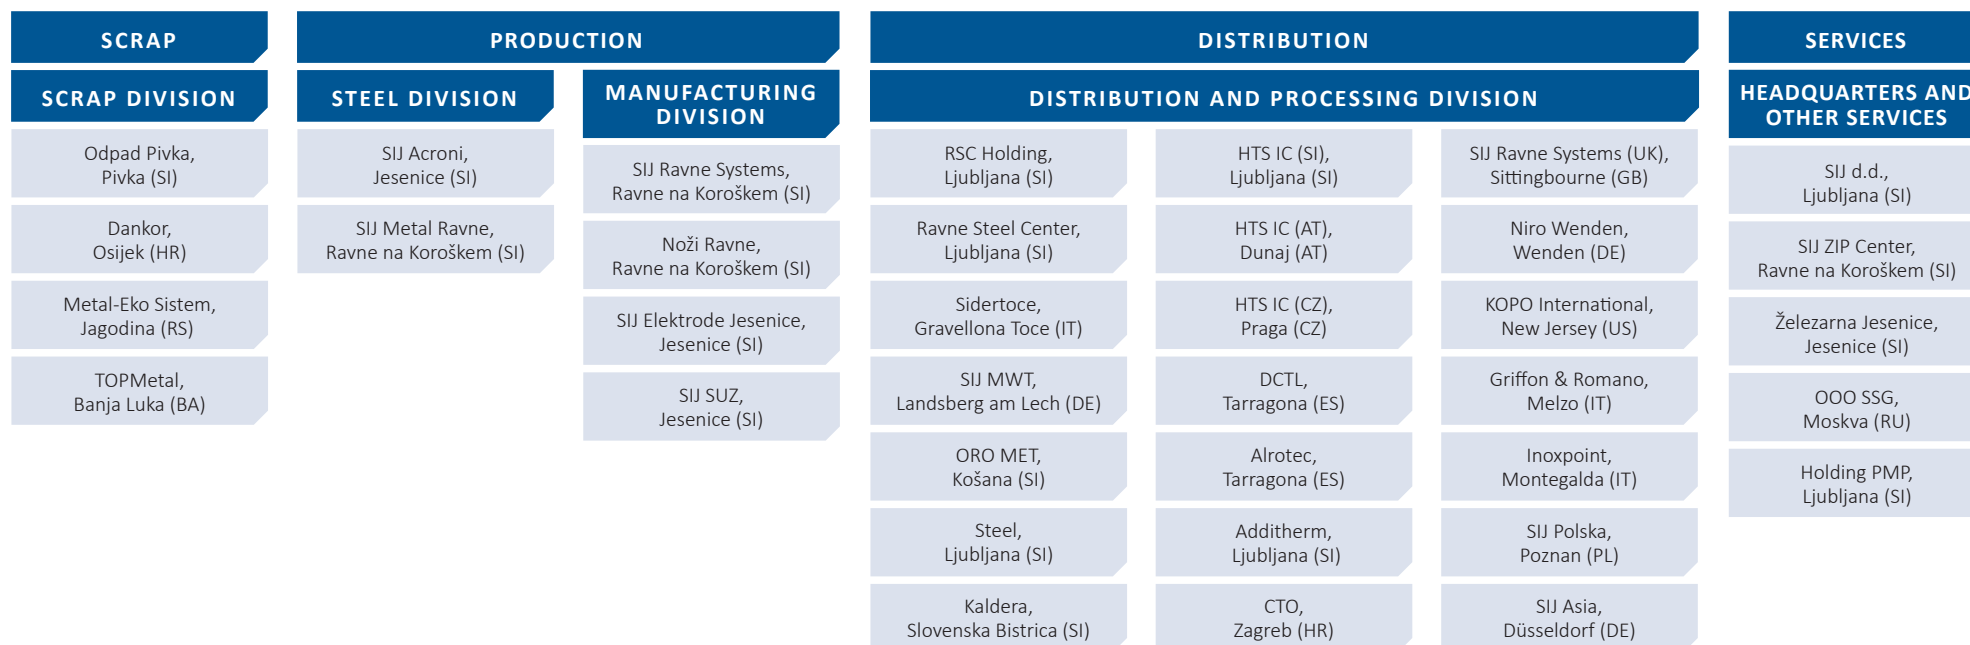 SCRAP
SCRAP DIVISION
Odpad Pivka,
Pivka (SI)
Dankor,
Osijek (HR)
Metal-Eko Sistem,
Jagodina (RS)
TOPMetal,
Banja Luka (BA)
PRODUCTION
STEEL DIVISION
SIJ Acroni,
Jesenice (SI)
SIJ Metal Ravne,
Ravne na Koroškem (SI)
MANUFACTURING
DIVISION
SIJ Ravne Systems,
Ravne na Koroškem (SI)
Noži Ravne,
Ravne na Koroškem (SI)
SIJ Elektrode Jesenice,
Jesenice (SI)
SIJ SUZ,
Jesenice (SI)
DISTRIBUTION
DISTRIBUTION AND PROCESSING DIVISION
RSC Holding,
Ljubljana (SI)
Ravne Steel Center,
Ljubljana (SI)
Sidertoce,
Gravellona Toce (IT)
SIJ MWT,
Landsberg am Lech (DE)
ORO MET,
Košana (SI)
Steel,
Ljubljana (SI)
Kaldera,
Slovenska Bistrica (SI)
HTS IC (SI),
Ljubljana (SI)
HTS IC (AT),
Dunaj (AT)
HTS IC (CZ),
Praga (CZ)
DCTL,
Tarragona (ES)
Alrotec,
Tarragona (ES)
Additherm,
Ljubljana (SI)
CTO,
Zagreb (HR)
SIJ Ravne Systems (UK),
Sittingbourne (GB)
Niro Wenden,
Wenden (DE)
KOPO International,
New Jersey (US)
Griffon & Romano,
Melzo (IT)
Inoxpoint,
Montegalda (IT)
SIJ Polska,
Poznan (PL)
SIJ Asia,
Düsseldorf (DE)
SERVICES
HEADQUARTERS AND
OTHER SERVICES
SIJ d.d.,
Ljubljana (SI)
SIJ ZIP Center,
Ravne na Koroškem (SI)
Železarna Jesenice,
Jesenice (SI)
OOO SSG,
Moskva (RU)
Holding PMP,
Ljubljana (SI)